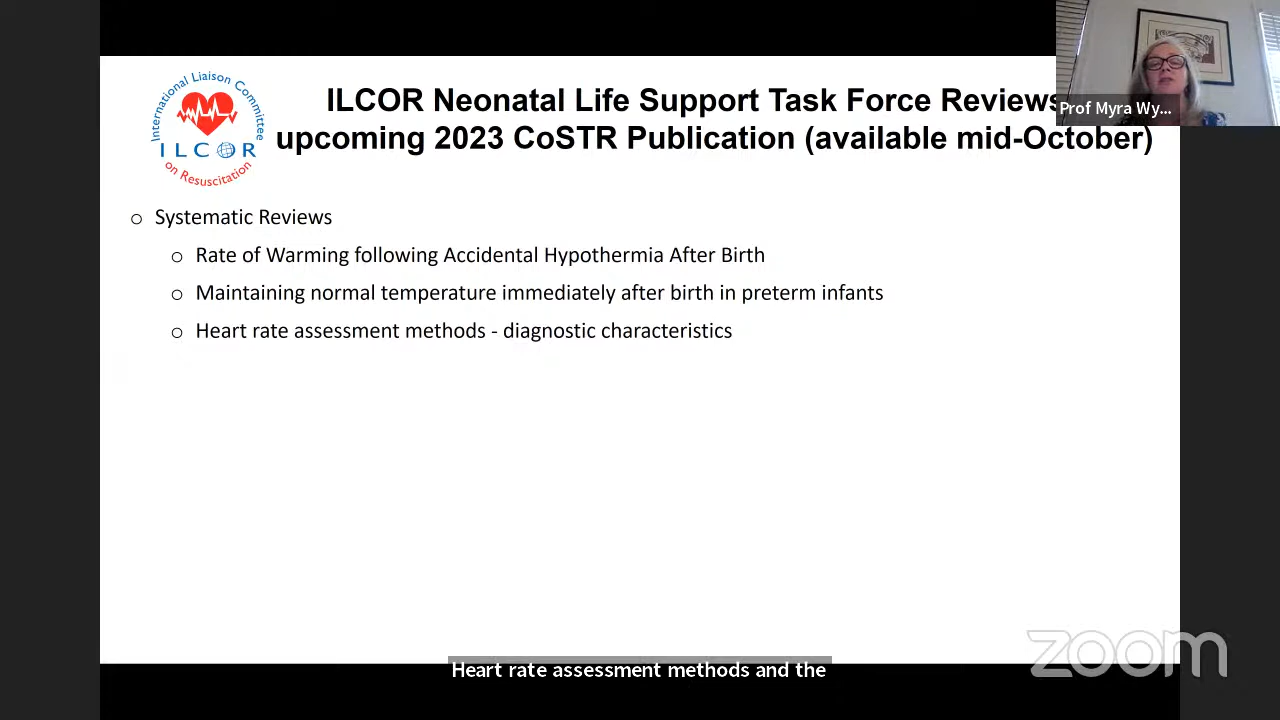 International Liaison Committee
ILCOR
on Resuscitation
ILCOR Neonatal Life Support Task Force Reviews
upcoming 2023 CoSTR Publication (available mid-October)
Prof Myra Wy...
o Systematic Reviews
o Rate of Warming following Accidental Hypothermia After Birth
o Maintaining normal temperature immediately after birth in preterm infants
o Heart rate assessment methods - diagnostic characteristics
zoom
Heart rate assessment methods and the